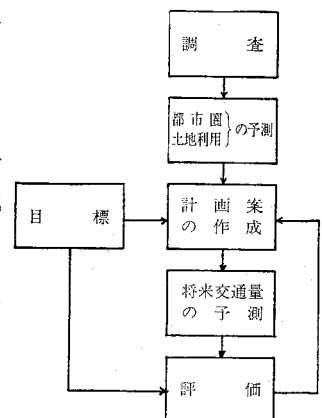 調査
都市圏
土地利用
}の予測
目標
計画案
の作成
将来交通量
の予測
評価